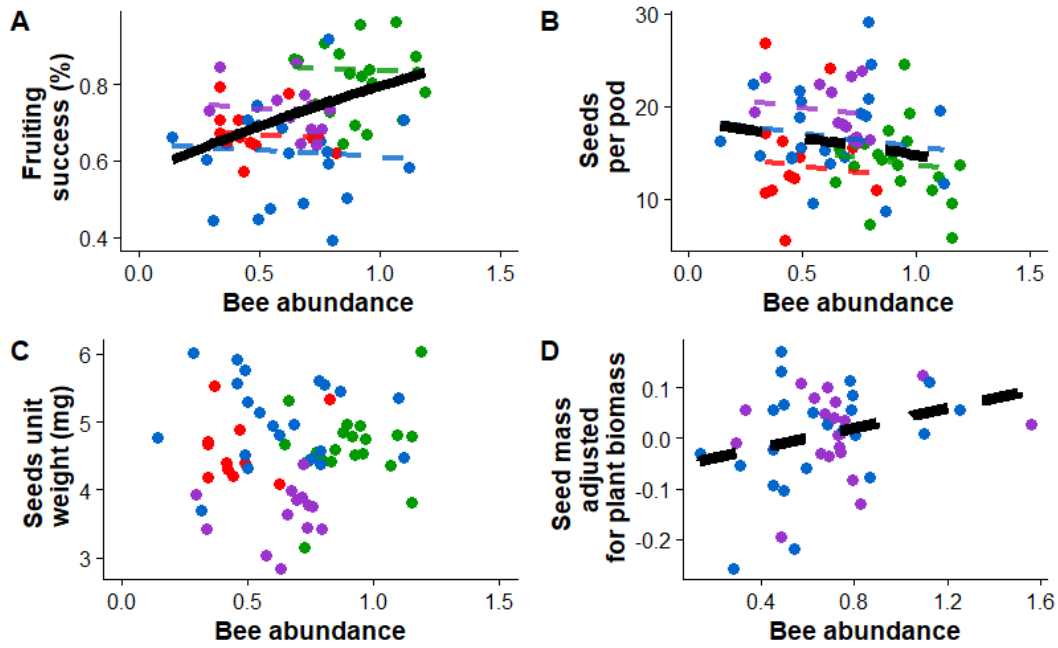 A
Fruiting
success (%)
0.8
0.6
0.4
0.0
0.5
1.0
1.5
Bee abundance
B
Seeds
per pod
30
20
10
0.0
0.5
1.0
1.5
Bee abundance
C
Seeds unit
weight (mg)
6
5
4
3
0.0
0.5
1.0
1.5
Bee abundance
D
Seed mass
adjusted
for plant biomass
0.1
0.0
-0.1
-0.2
0.4
0.8
1.2
1.6
Bee abundance